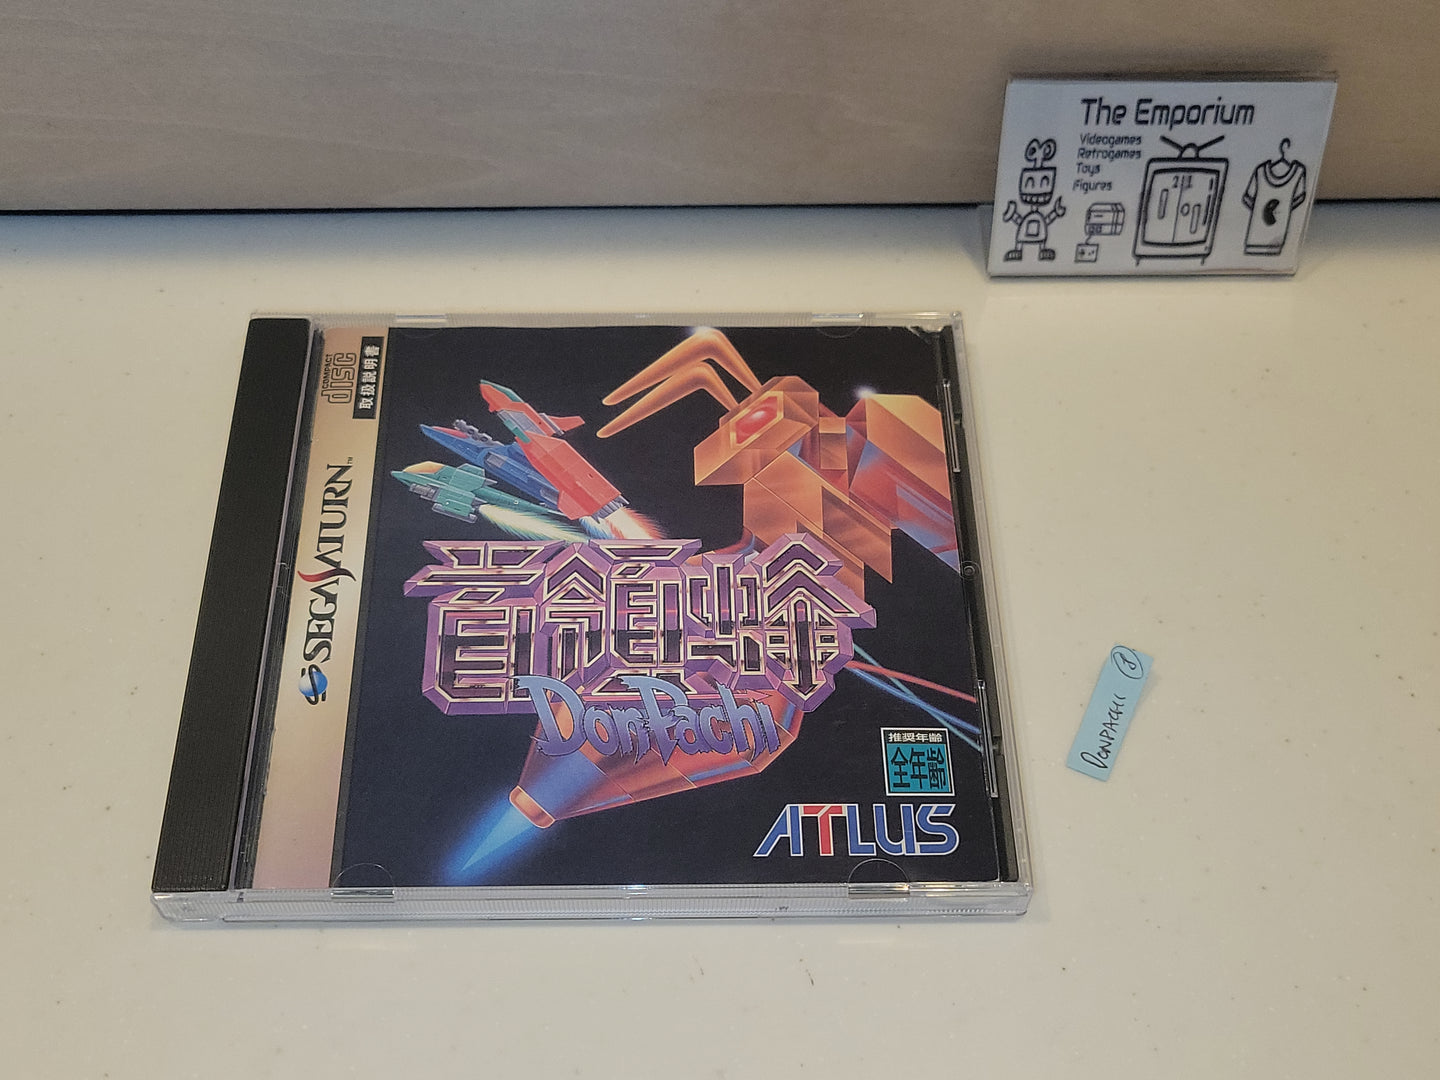 The Emporium
Videogames
Retrogames
Toys
Figures
COMPACT
disc
取扱説明書
SEGA SATURN™
首領蜂
DonPachi
推奨年齢
全年齢
ATLUS
DONPACHI